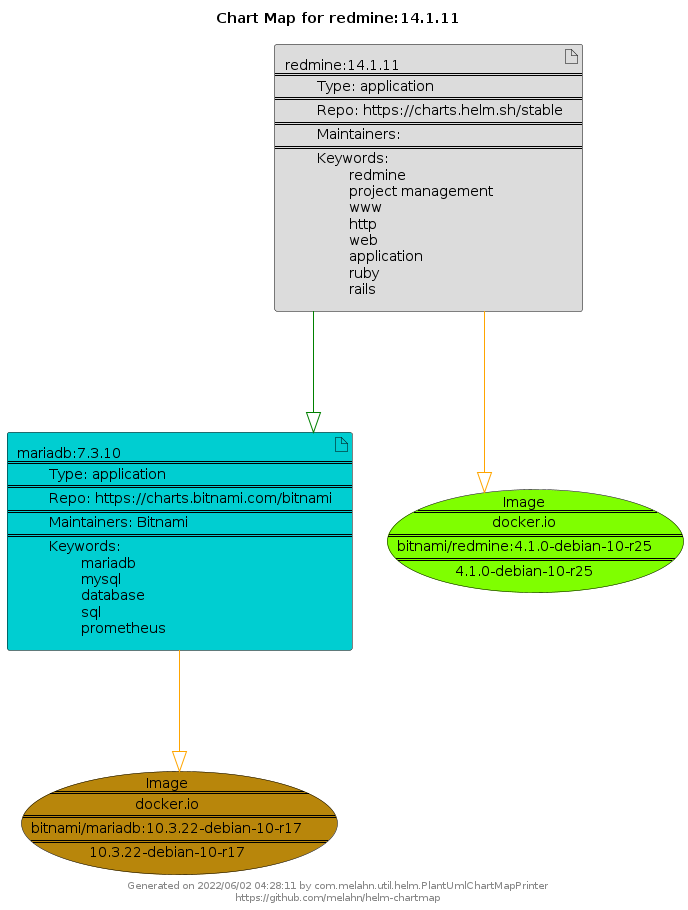 Chart Map for redmine:14.1.11
redmine:14.1.11
Type: application
Repo: https://charts.helm.sh/stable
Maintainers:
Keywords:
redmine
project management
www
http
web
application
ruby
rails
mariadb:7.3.10
Type: application
Repo: https://charts.bitnami.com/bitnami
Maintainers: Bitnami
Keywords:
mariadb
mysql
database
sql
prometheus
Image
docker.io
bitnami/redmine:4.1.0-debian-10-r25
4.1.0-debian-10-r25
Image
docker.io
bitnami/mariadb:10.3.22-debian-10-r17
10.3.22-debian-10-r17
Generated on 2022/06/02 04:28:11 by com.melahn.util.helm.PlantUmlChartMapPrinter
https://github.com/melahn/helm-chartmap